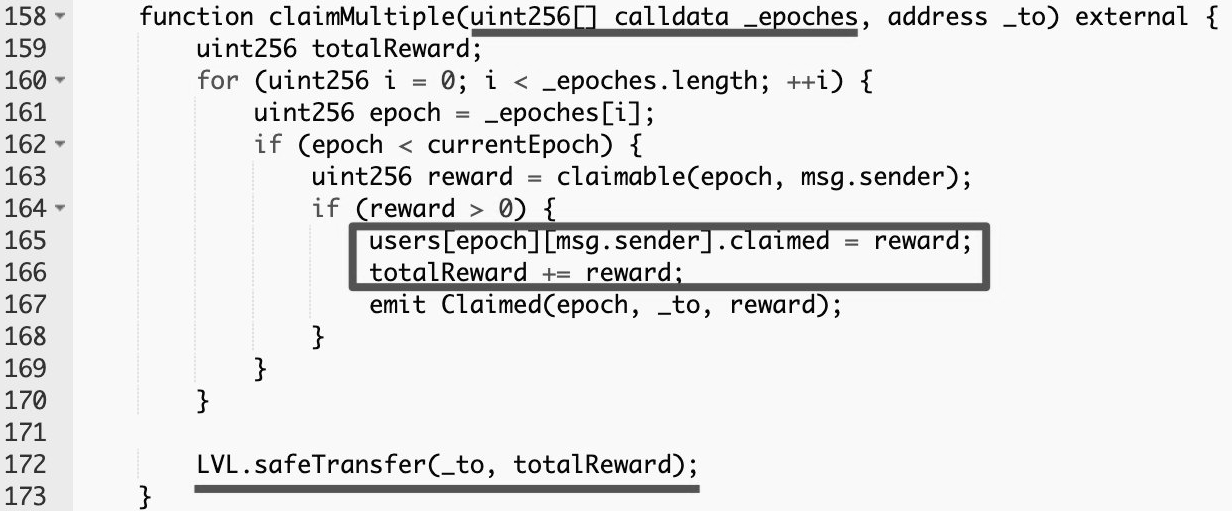 158 function claimMultiple(uint256[] calldata _epoches, address _to) external {
159 uint256 totalReward;
160 for (uint256 i = 0; i < _epoches.length; ++i) {
161 uint256 epoch = _epoches[i];
162 if (epoch < currentEpoch) {
163 uint256 reward = claimable(epoch, msg.sender);
164 if (reward > 0) {
165 users[epoch][msg.sender].claimed = reward;
166 totalReward += reward;
167 emit Claimed(epoch, _to, reward);
168 }
169 }
170 }
171
172 LVL.safeTransfer(_to, totalReward);
173 }